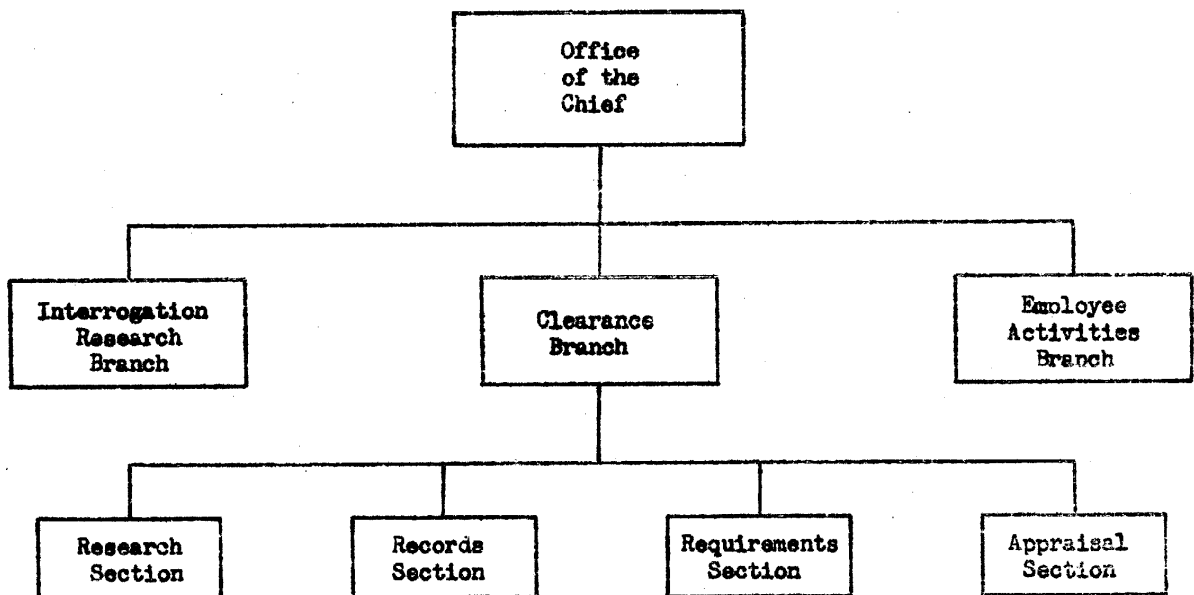 Office
of the
Chief
Interrogation
Research
Branch
Clearance
Branch
Employee
Activities
Branch
Research
Section
Records
Section
Requirements
Section
Appraisal
Section